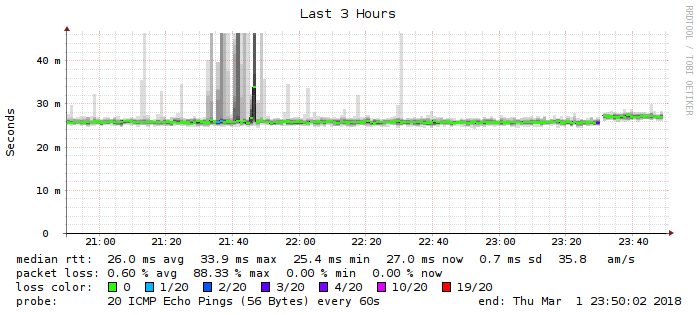 Last 3 Hours
RRDTOOL / TOBI OETIKER
Seconds
40 m
30 m
20 m
10 m
0
21:00 21:20 21:40 22:00 22:20 22:40 23:00 23:20 23:40
median rtt: 26.0 ms avg 33.9 ms max 25.4 ms min 27.0 ms now 0.7 ms sd 35.8 am/s
packet loss: 0.60 % avg 88.33 % max 0.00 % min 0.00 % now
loss color: 0 1/20 2/20 3/20 4/20 10/20 19/20
probe: 20 ICMP Echo Pings (56 Bytes) every 60s end: Thu Mar 1 23:50:02 2018